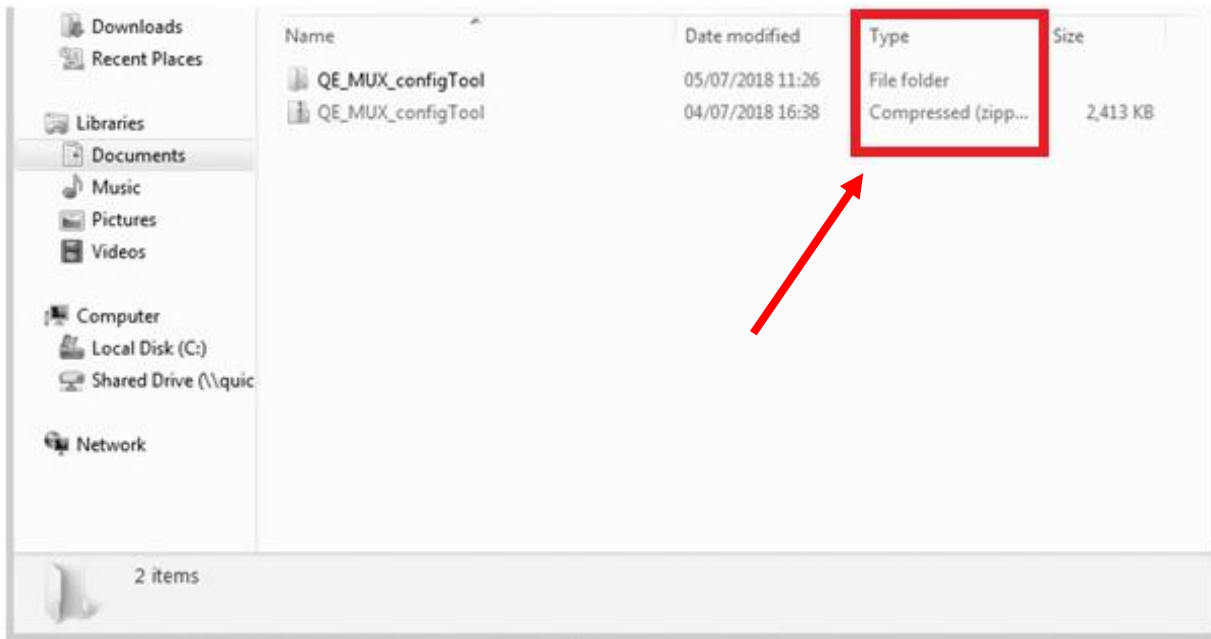 Downloads
Recent Places
Libraries
Documents
Music
Pictures
Videos
Computer
Local Disk (C:)
Shared Drive (\\quic
Network
Name Date modified Type Size
QE_MUX_configTool 05/07/2018 11:26 File folder
QE_MUX_configTool 04/07/2018 16:38 Compressed (zipp... 2,413 KB
2 items